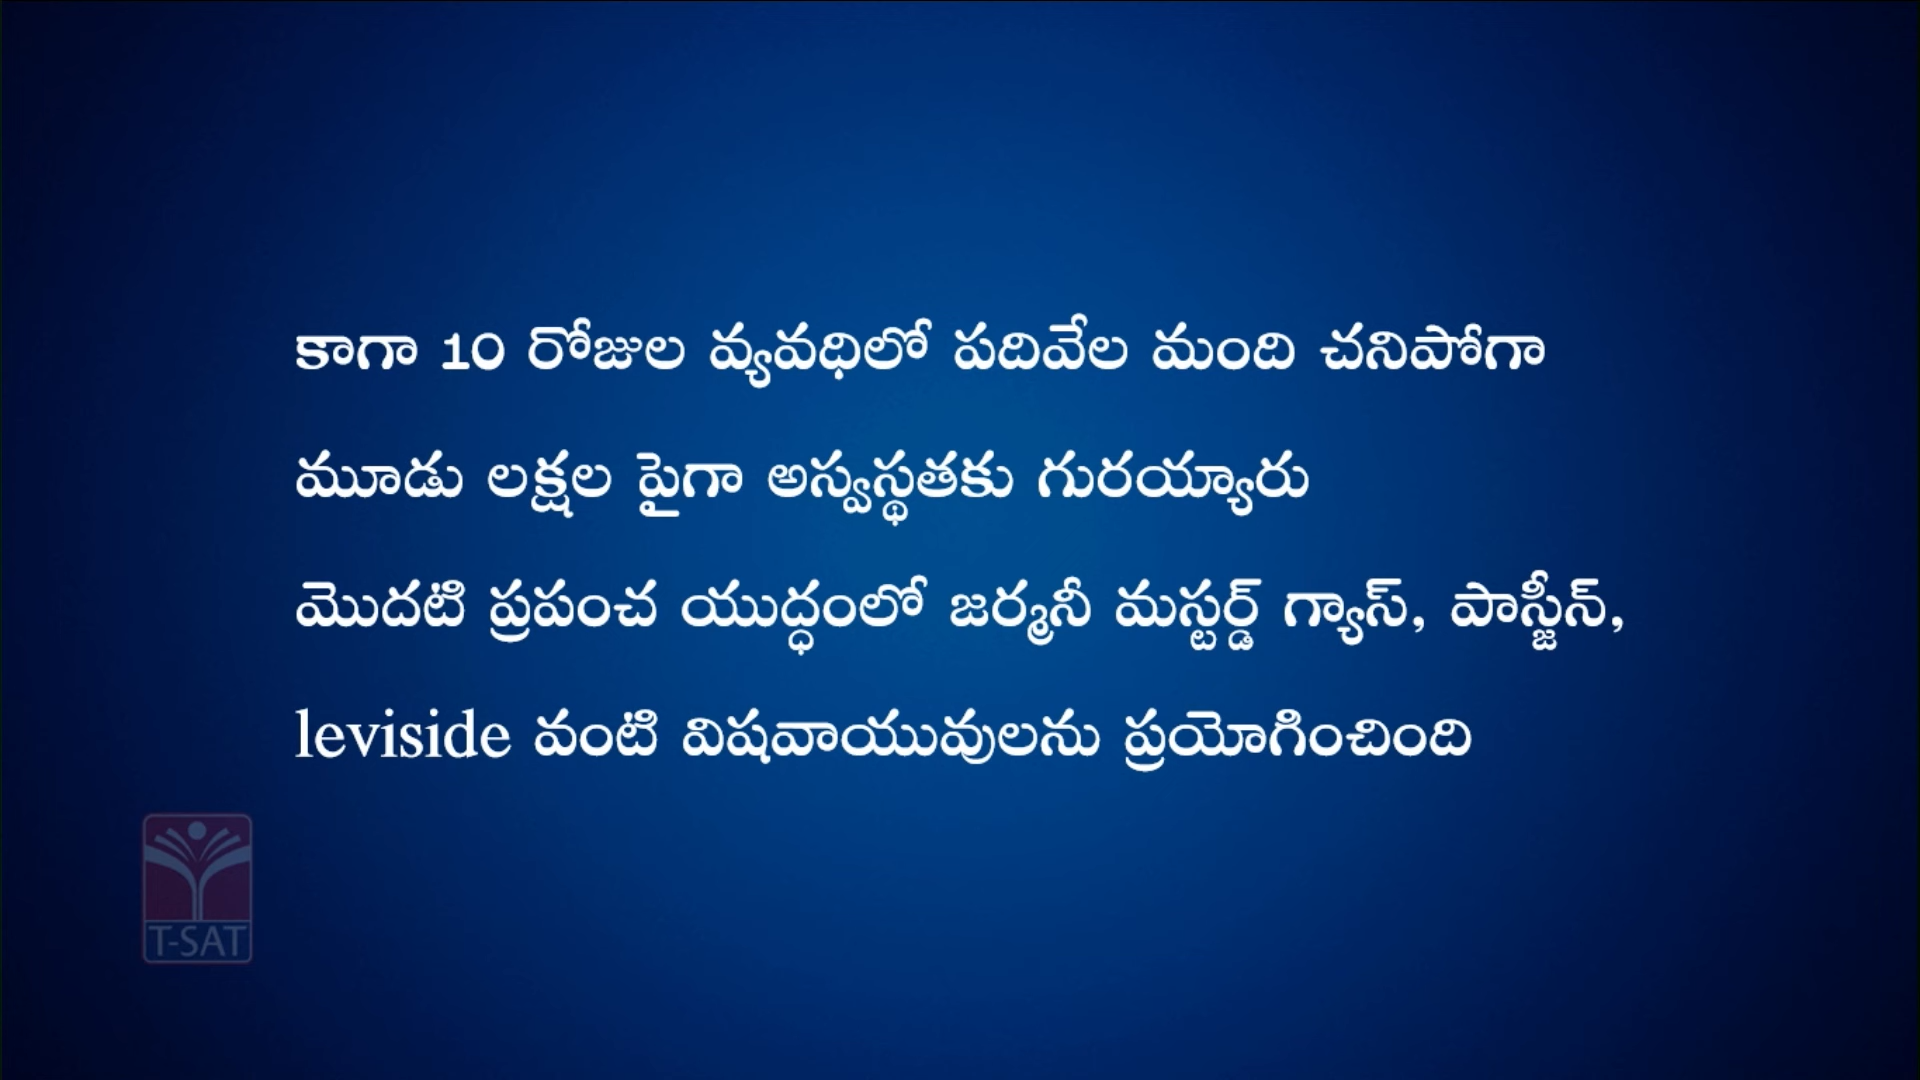 కాగా 10 రోజుల వ్యవధిలో పదివేల మంది చనిపోగా
మూడు లక్షల పైగా అస్వస్థతకు గురయ్యారు
మొదటి ప్రపంచ యుద్ధంలో జర్మనీ మస్టర్డ్ గ్యాస్, పాస్జీన్,
leviside వంటి విషవాయువులను ప్రయోగించింది
T-SAT